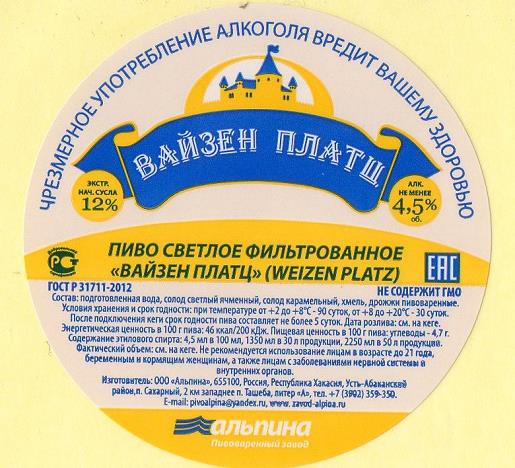 ЧРЕЗМЕРНОЕ УПОТРЕБЛЕНИЕ АЛКОГОЛЯ ВРЕДИТ ВАШЕМУ ЗДОРОВЬЮ
ВАЙЗЕН ПЛАТЦ
ЭКСТР.
НАЧ. СУСЛА
12%
АЛК.
НЕ МЕНЕЕ
4,5%
об.
ПИВО СВЕТЛОЕ ФИЛЬТРОВАННОЕ
«ВАЙЗЕН ПЛАТЦ» (WEIZEN PLATZ)
EAC
ГОСТ Р 31711-2012
НЕ СОДЕРЖИТ ГМО
Состав: подготовленная вода, солод светлый ячменный, солод карамельный, хмель, дрожжи пивоваренные.
Условия хранения и срок годности: при температуре от +2 до +8°С - 90 суток, от +8 до +20°С - 30 суток.
После подключения кеги срок годности пива составляет не более 5 суток. Дата розлива: см. на кеге.
Энергетическая ценность в 100 г пива: 46 ккал/200 кДж. Пищевая ценность в 100 г пива: углеводы - 4,7 г.
Содержание этилового спирта: 4,5 мл в 100 мл, 1350 мл в 30 л продукции, 2250 мл в 50 л продукции.
Фактический объем: см. на кеге. Не рекомендуется использование лицам в возрасте до 21 года,
беременным и кормящим женщинам, а также лицам с заболеваниями нервной системы и
внутренних органов.
Изготовитель: ООО «Альпина», 655100, Россия, Республика Хакасия, Усть-Абаканский
район, п. Сахарный, 2 км западнее п. Ташеба, литер «А», тел. +7 (3902) 359-350.
E-mail: pivoalpina@yandex.ru, www. zavod-alpina.ru
альпина
Пивоваренный завод